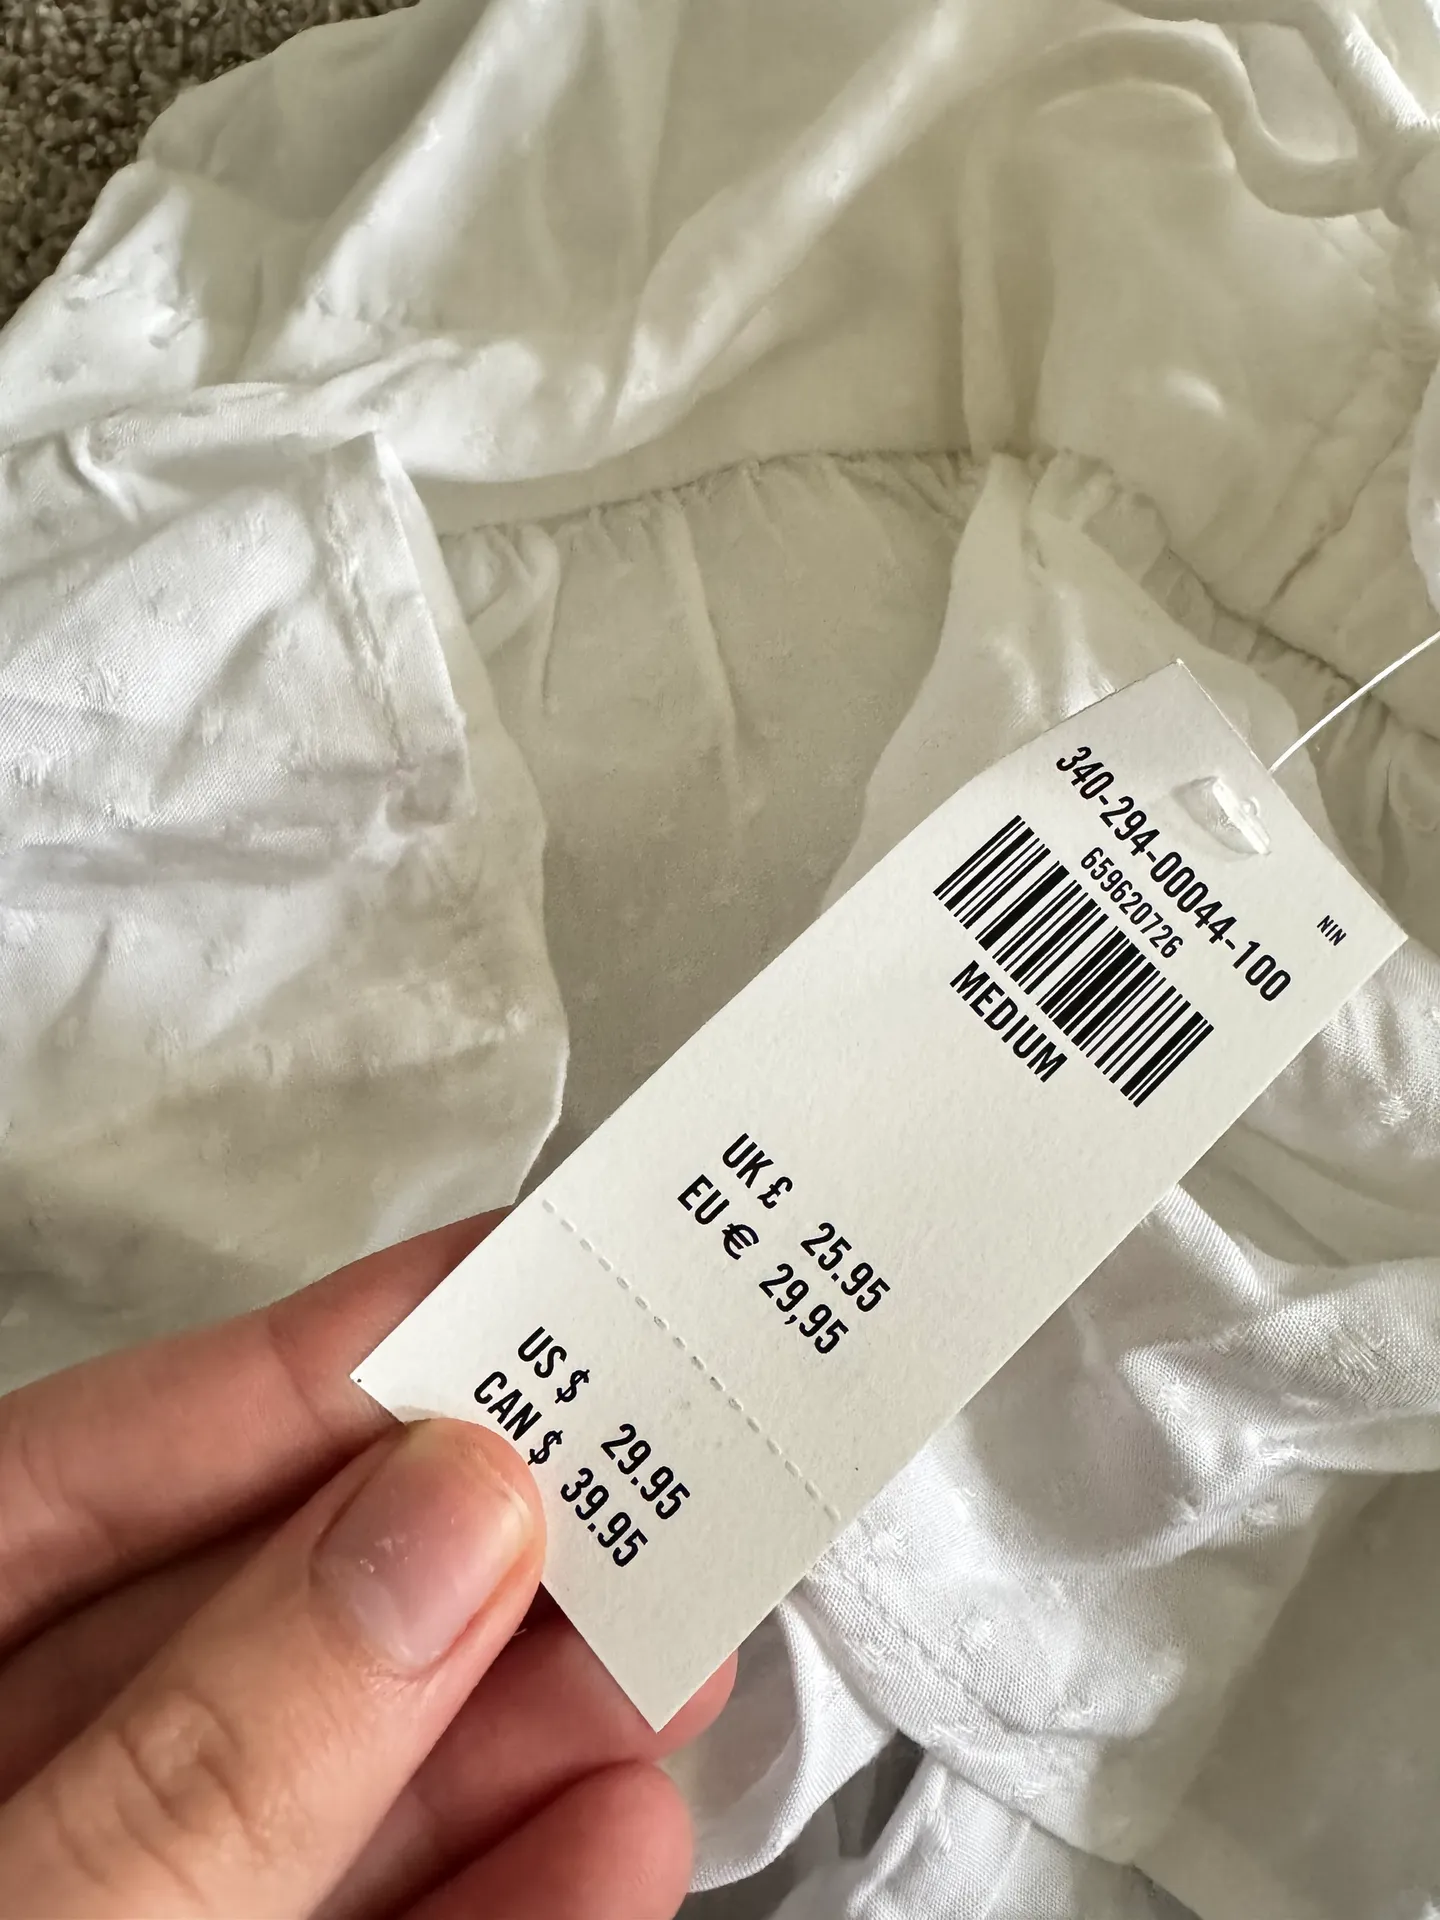 340-294-00044-100
NIN
659620726
MEDIUM
UK £ 25.95
EU € 29,95
US $ 29.95
CAN $ 39.95